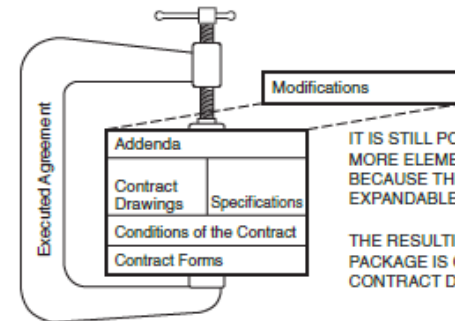 Executed Agreement
Modifications
Addenda
Contract
Drawings
Specifications
Conditions of the Contract
Contract Forms
IT IS STILL
MORE
BECAUSE
EXPANDABLE
THE
PACKAGE IS
CONTRACT